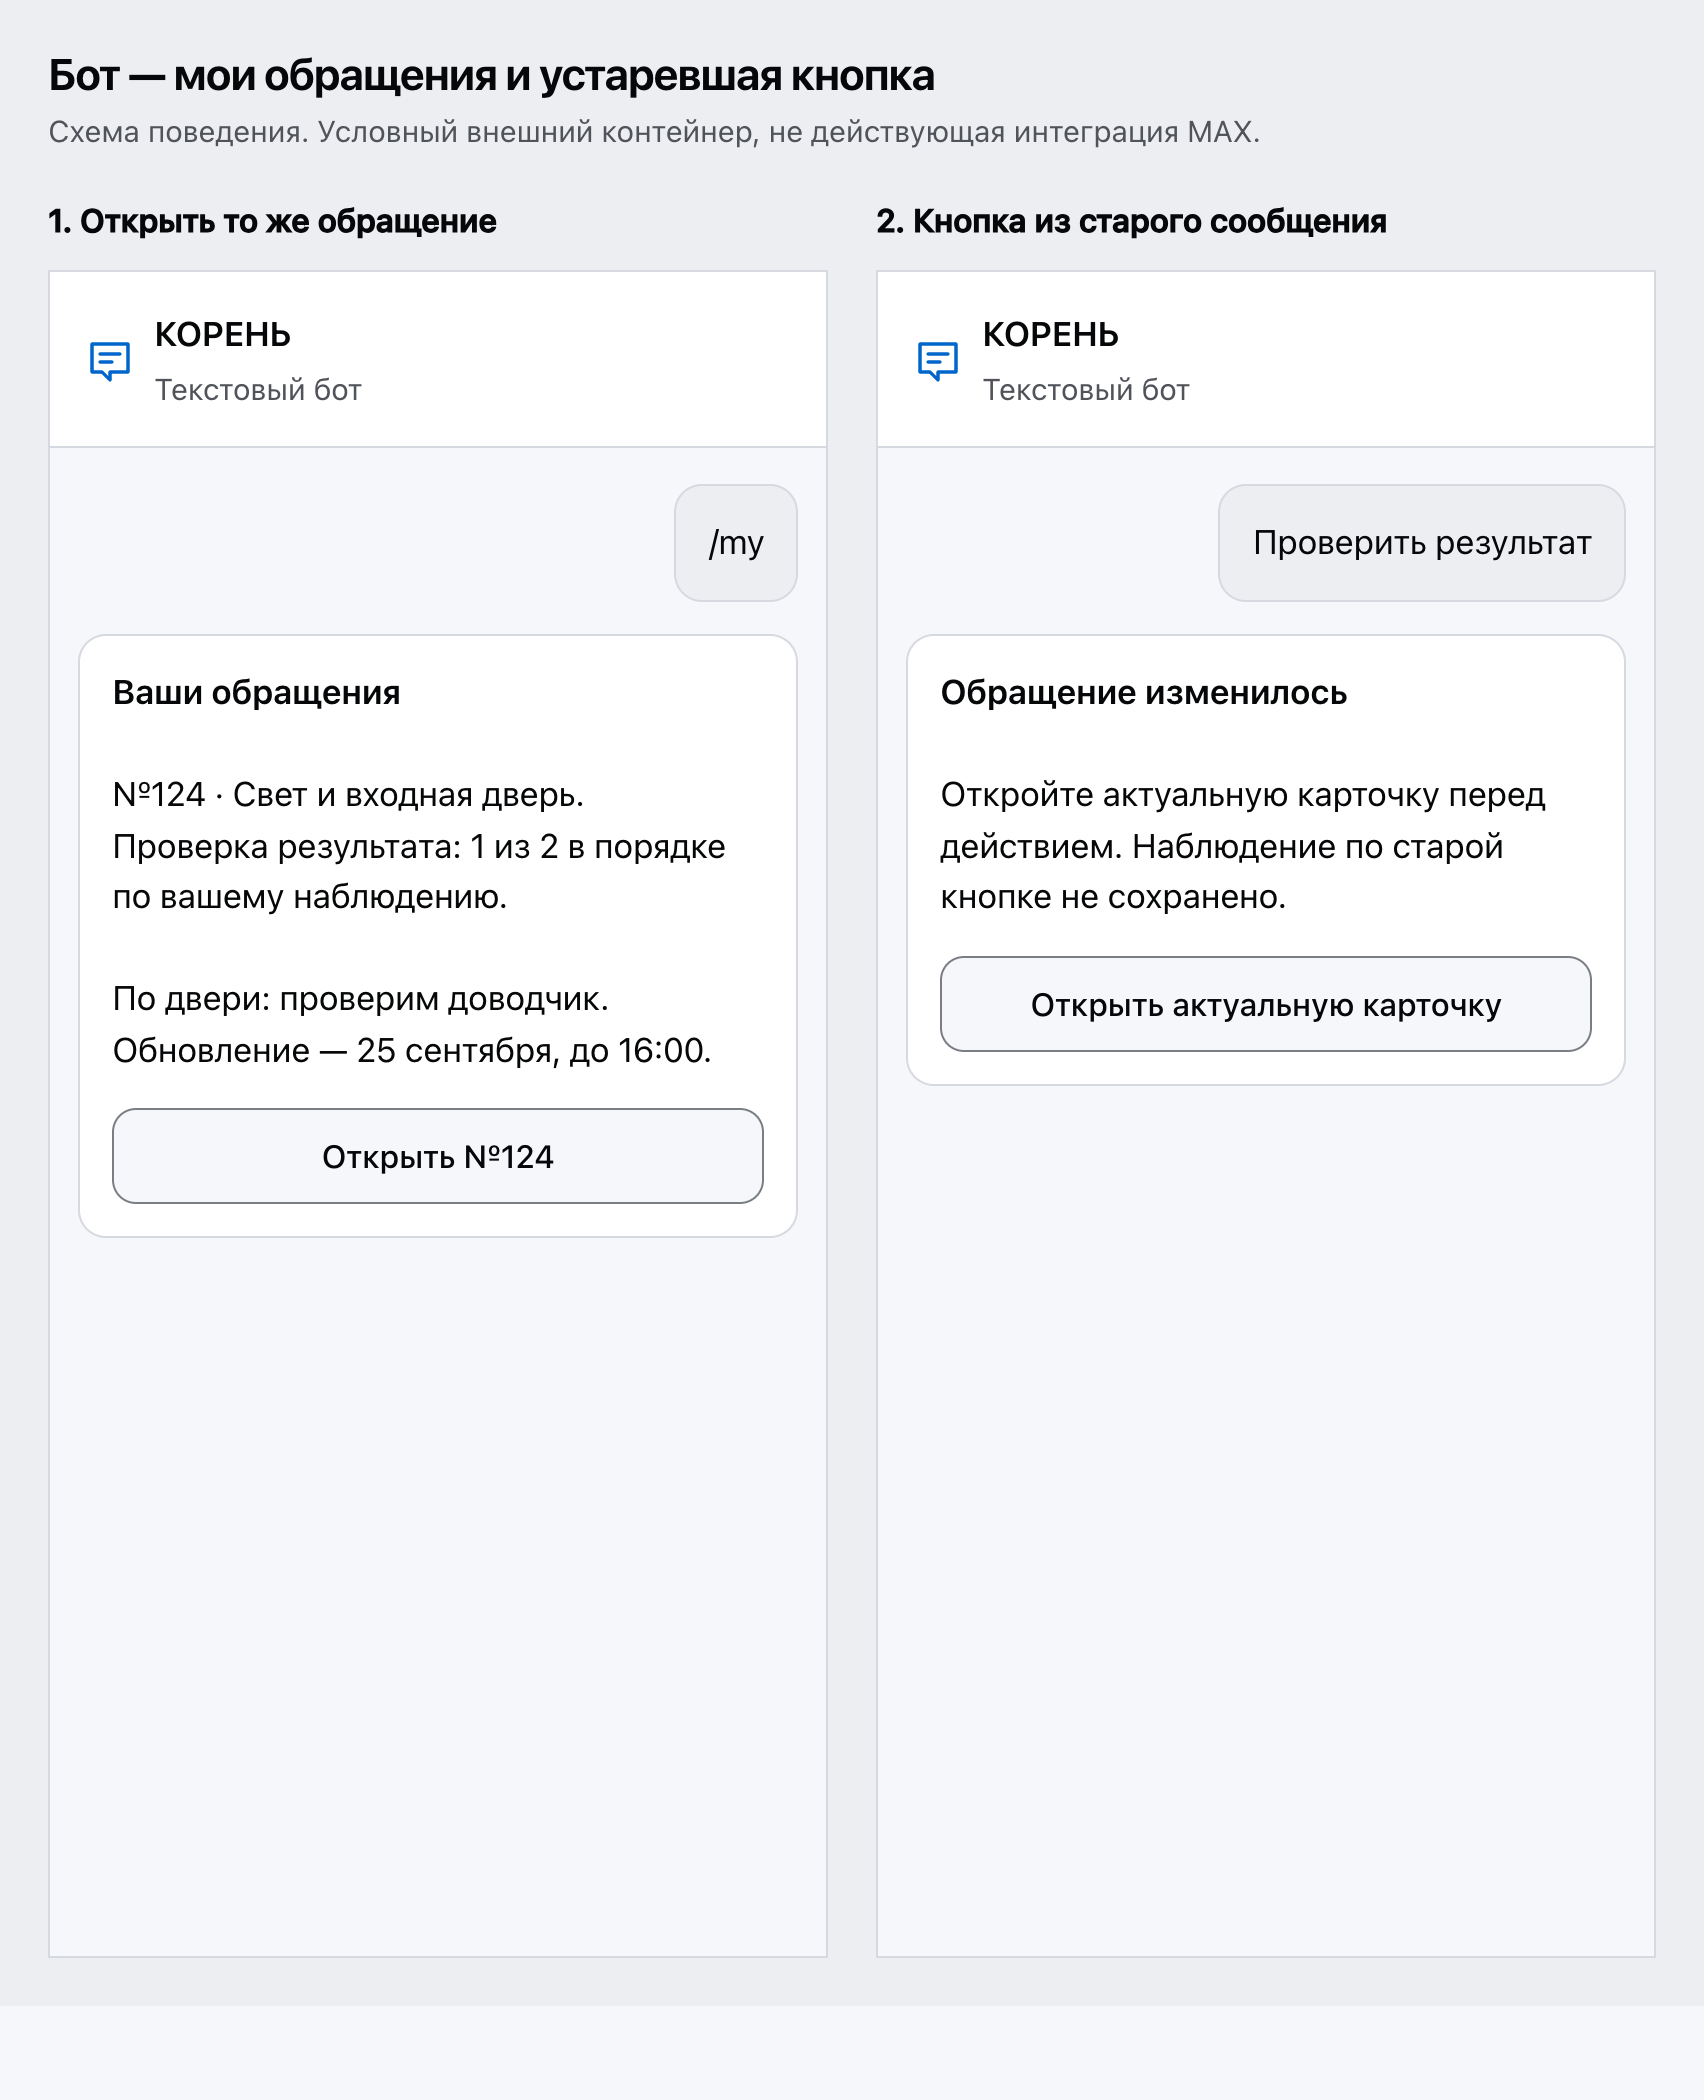 Бот — мои обращения и устаревшая кнопка
Схема поведения. Условный внешний контейнер, не действующая интеграция MAX.
1. Открыть то же обращение
КОРЕНЬ
Текстовый бот
/my
Ваши обращения
№124 · Свет и входная дверь.
Проверка результата: 1 из 2 в порядке
по вашему наблюдению.
По двери: проверим доводчик.
Обновление — 25 сентября, до 16:00.
Открыть №124
2. Кнопка из старого сообщения
КОРЕНЬ
Текстовый бот
Проверить результат
Обращение изменилось
Откройте актуальную карточку перед
действием. Наблюдение по старой
кнопке не сохранено.
Открыть актуальную карточку